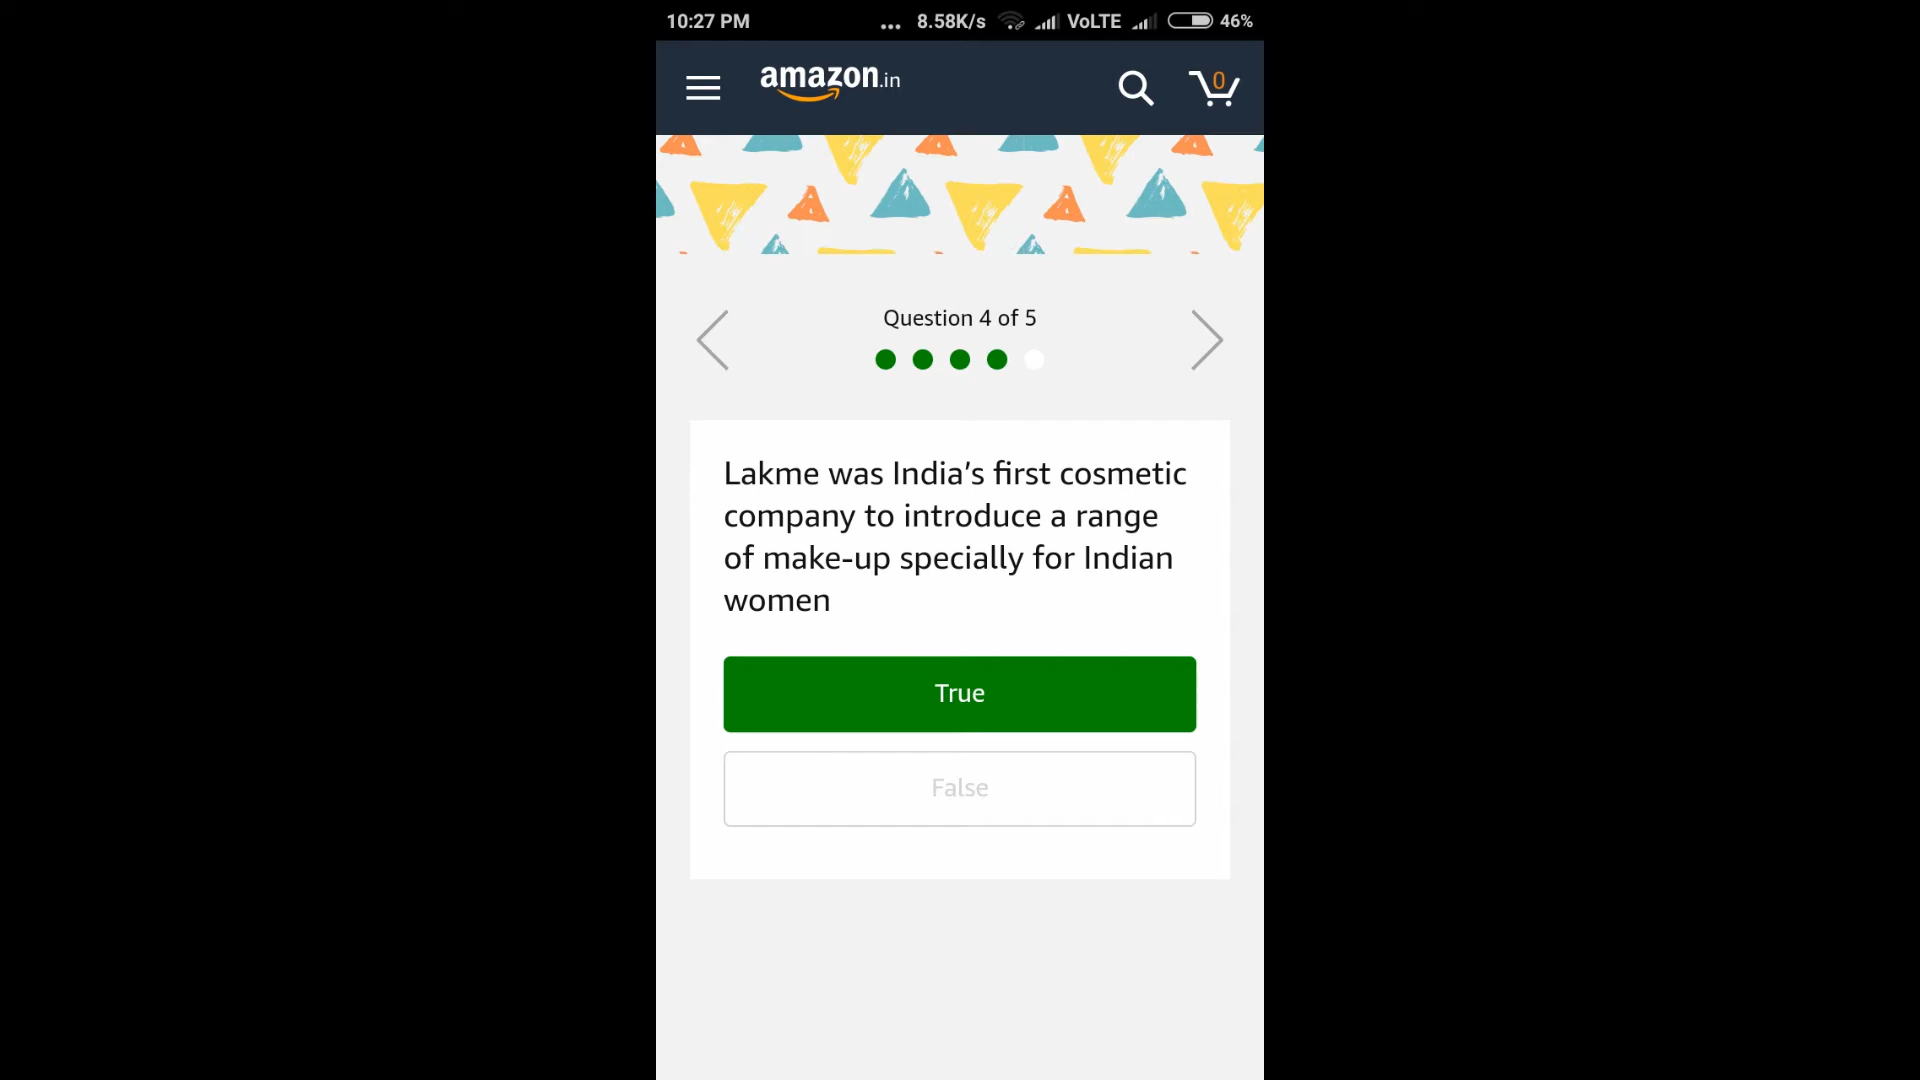 10:27 PM ... 8.58K/s VoLTE 46%
amazon.in 0
Question 4 of 5
Lakme was India’s first cosmetic
company to introduce a range
of make-up specially for Indian
women
True
False